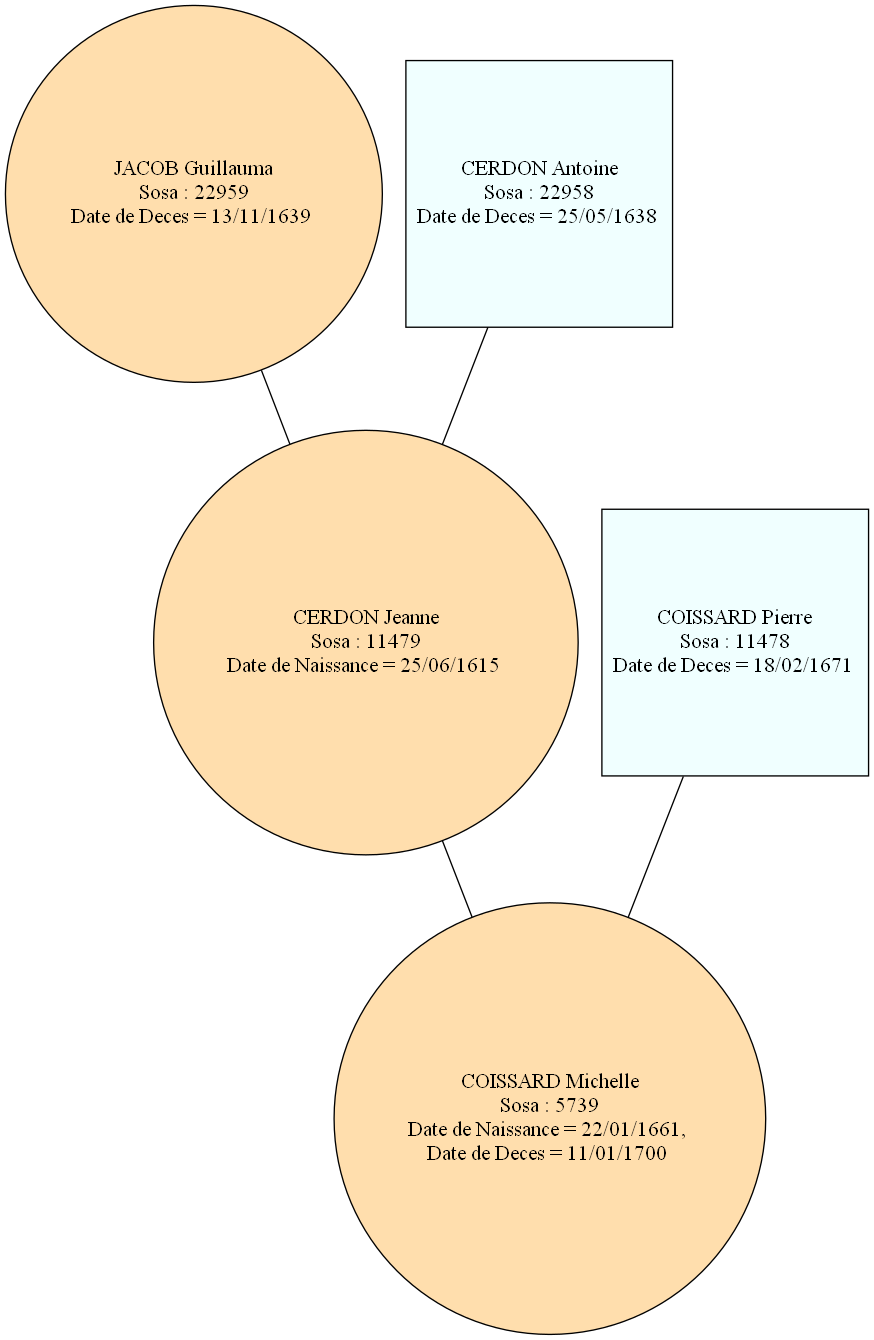 JACOB Guillauma
Sosa : 22959
Date de Deces = 13/11/1639
CERDON Antoine
Sosa : 22958
Date de Deces = 25/05/1638
CERDON Jeanne
Sosa : 11479
Date de Naissance = 25/06/1615
COISSARD Pierre
Sosa : 11478
Date de Deces = 18/02/1671
COISSARD Michelle
Sosa : 5739
Date de Naissance = 22/01/1661,
Date de Deces = 11/01/1700